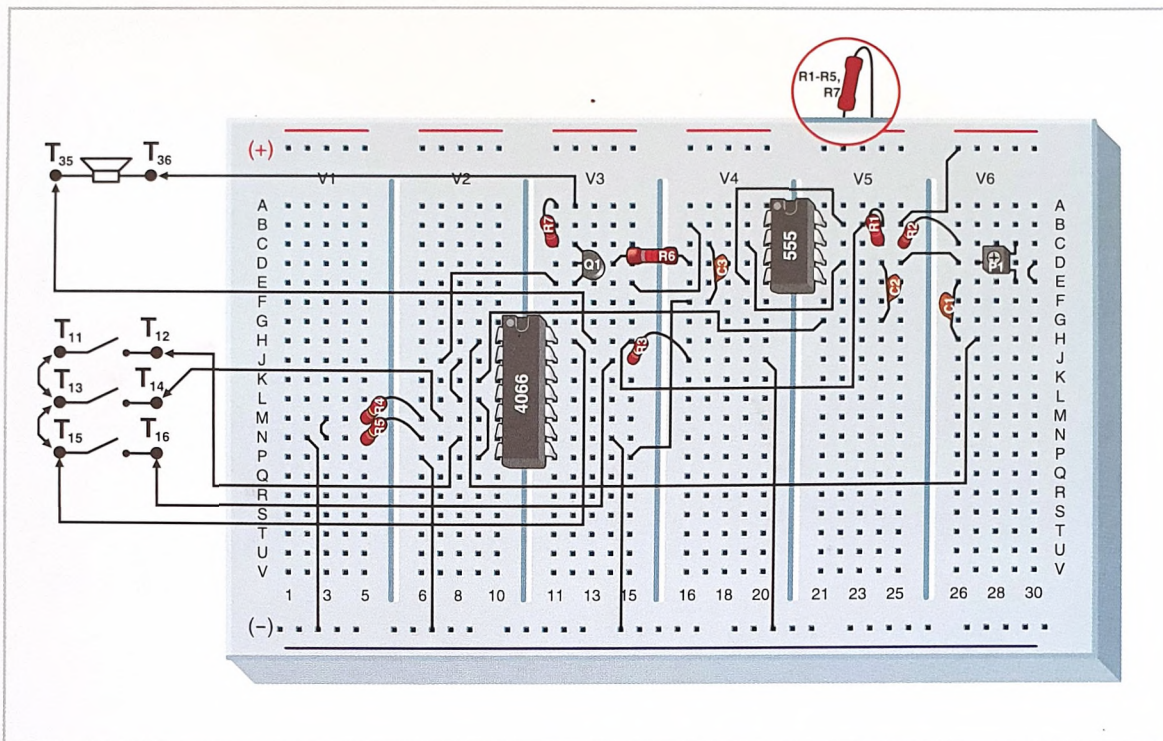 R1-R5,
R7
(+)
V1 V2 V3 V4 V5 V6
T35 T36
A A
B B
C C
D D
E E
F F
G G
H H
J J
K K
L L
M M
N N
P P
Q Q
R R
S S
T T
U U
V V
R7
Q1
R6
C3
555
R1
R2
C2
P1
C1
T11 T12
T13 T14
T15 T16
4066
R3
R4
R5
1 3 5 6 8 10 11 13 15 16 18 20 21 23 25 26 28 30
(−)